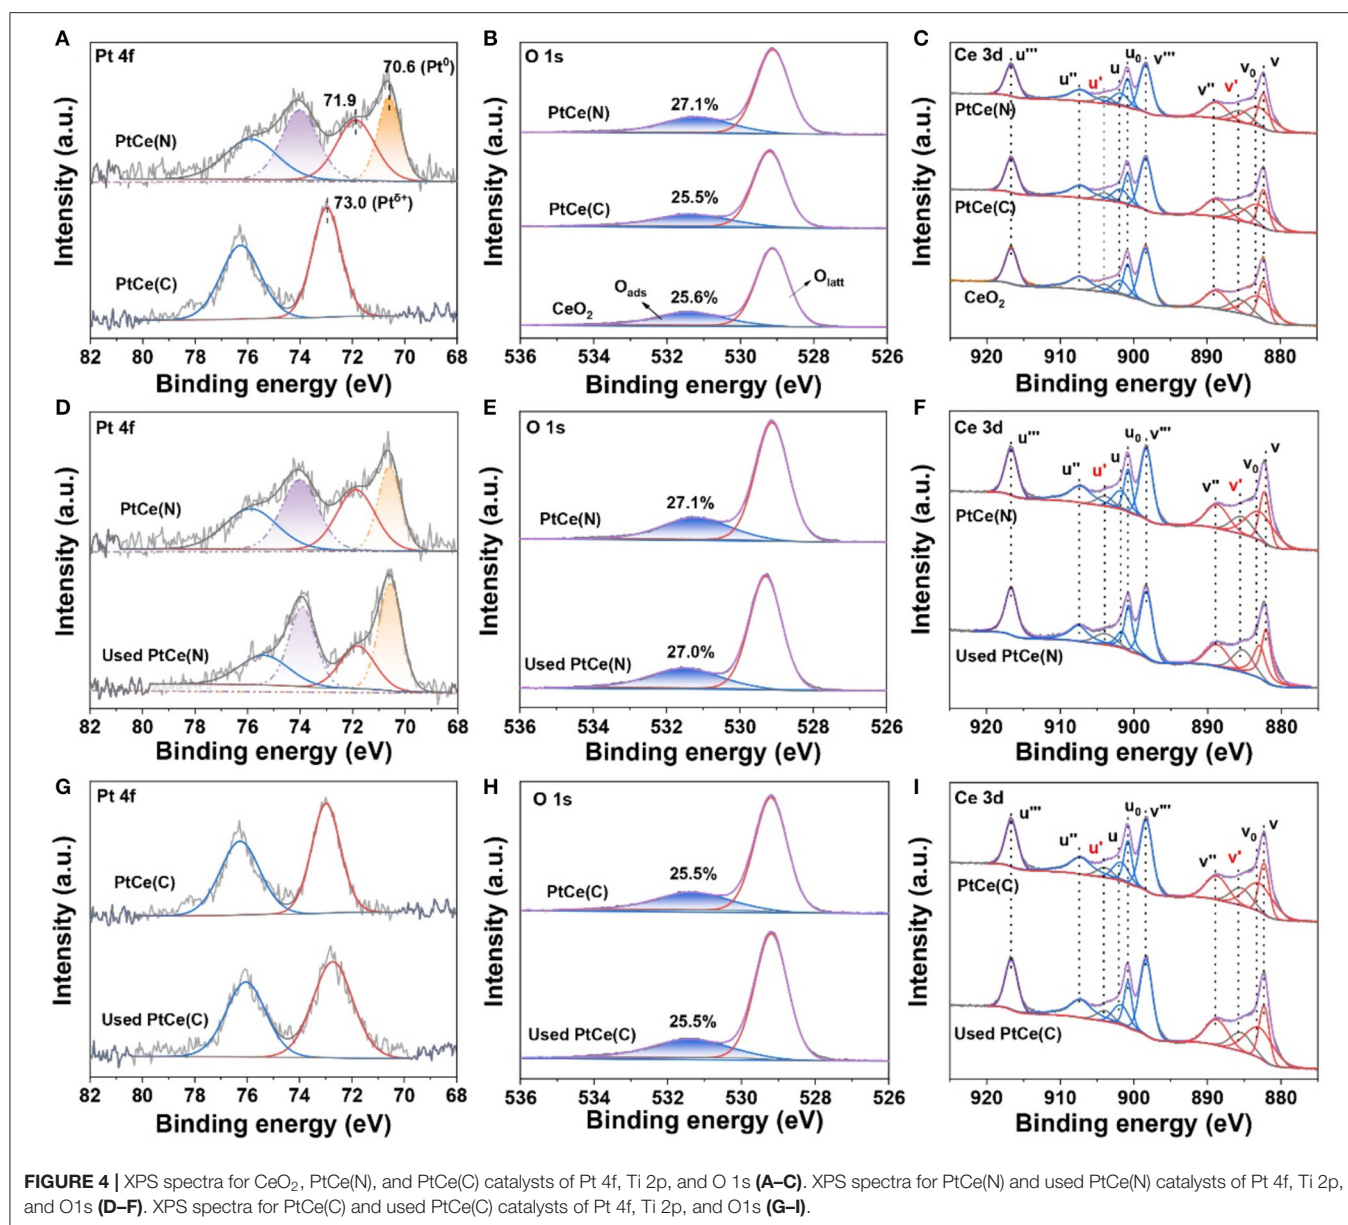 A
Pt 4f
70.6 (Pt⁰)
71.9
PtCe(N)
73.0 (Pt^δ+)
PtCe(C)
Intensity (a.u.)
82 80 78 76 74 72 70 68
Binding energy (eV)
B
O 1s
27.1%
PtCe(N)
25.5%
PtCe(C)
O_ads
O_latt
25.6%
CeO₂
Intensity (a.u.)
536 534 532 530 528 526
Binding energy (eV)
C
Ce 3d
u''' u'' u' u u₀ v''' v'' v' v₀ v
PtCe(N)
PtCe(C)
CeO₂
Intensity (a.u.)
920 910 900 890 880
Binding energy (eV)
D
Pt 4f
PtCe(N)
Used PtCe(N)
Intensity (a.u.)
82 80 78 76 74 72 70 68
Binding energy (eV)
E
O 1s
27.1%
PtCe(N)
27.0%
Used PtCe(N)
Intensity (a.u.)
536 534 532 530 528 526
Binding energy (eV)
F
Ce 3d
u''' u'' u' u u₀ v''' v'' v' v₀ v
PtCe(N)
Used PtCe(N)
Intensity (a.u.)
920 910 900 890 880
Binding energy (eV)
G
Pt 4f
PtCe(C)
Used PtCe(C)
Intensity (a.u.)
82 80 78 76 74 72 70 68
Binding energy (eV)
H
O 1s
25.5%
PtCe(C)
25.5%
Used PtCe(C)
Intensity (a.u.)
536 534 532 530 528 526
Binding energy (eV)
I
Ce 3d
u''' u'' u' u u₀ v''' v'' v' v₀ v
PtCe(C)
Used PtCe(C)
Intensity (a.u.)
920 910 900 890 880
Binding energy (eV)
FIGURE 4 | XPS spectra for CeO₂, PtCe(N), and PtCe(C) catalysts of Pt 4f, Ti 2p, and O 1s (A–C). XPS spectra for PtCe(N) and used PtCe(N) catalysts of Pt 4f, Ti 2p,
and O1s (D–F). XPS spectra for PtCe(C) and used PtCe(C) catalysts of Pt 4f, Ti 2p, and O1s (G–I).